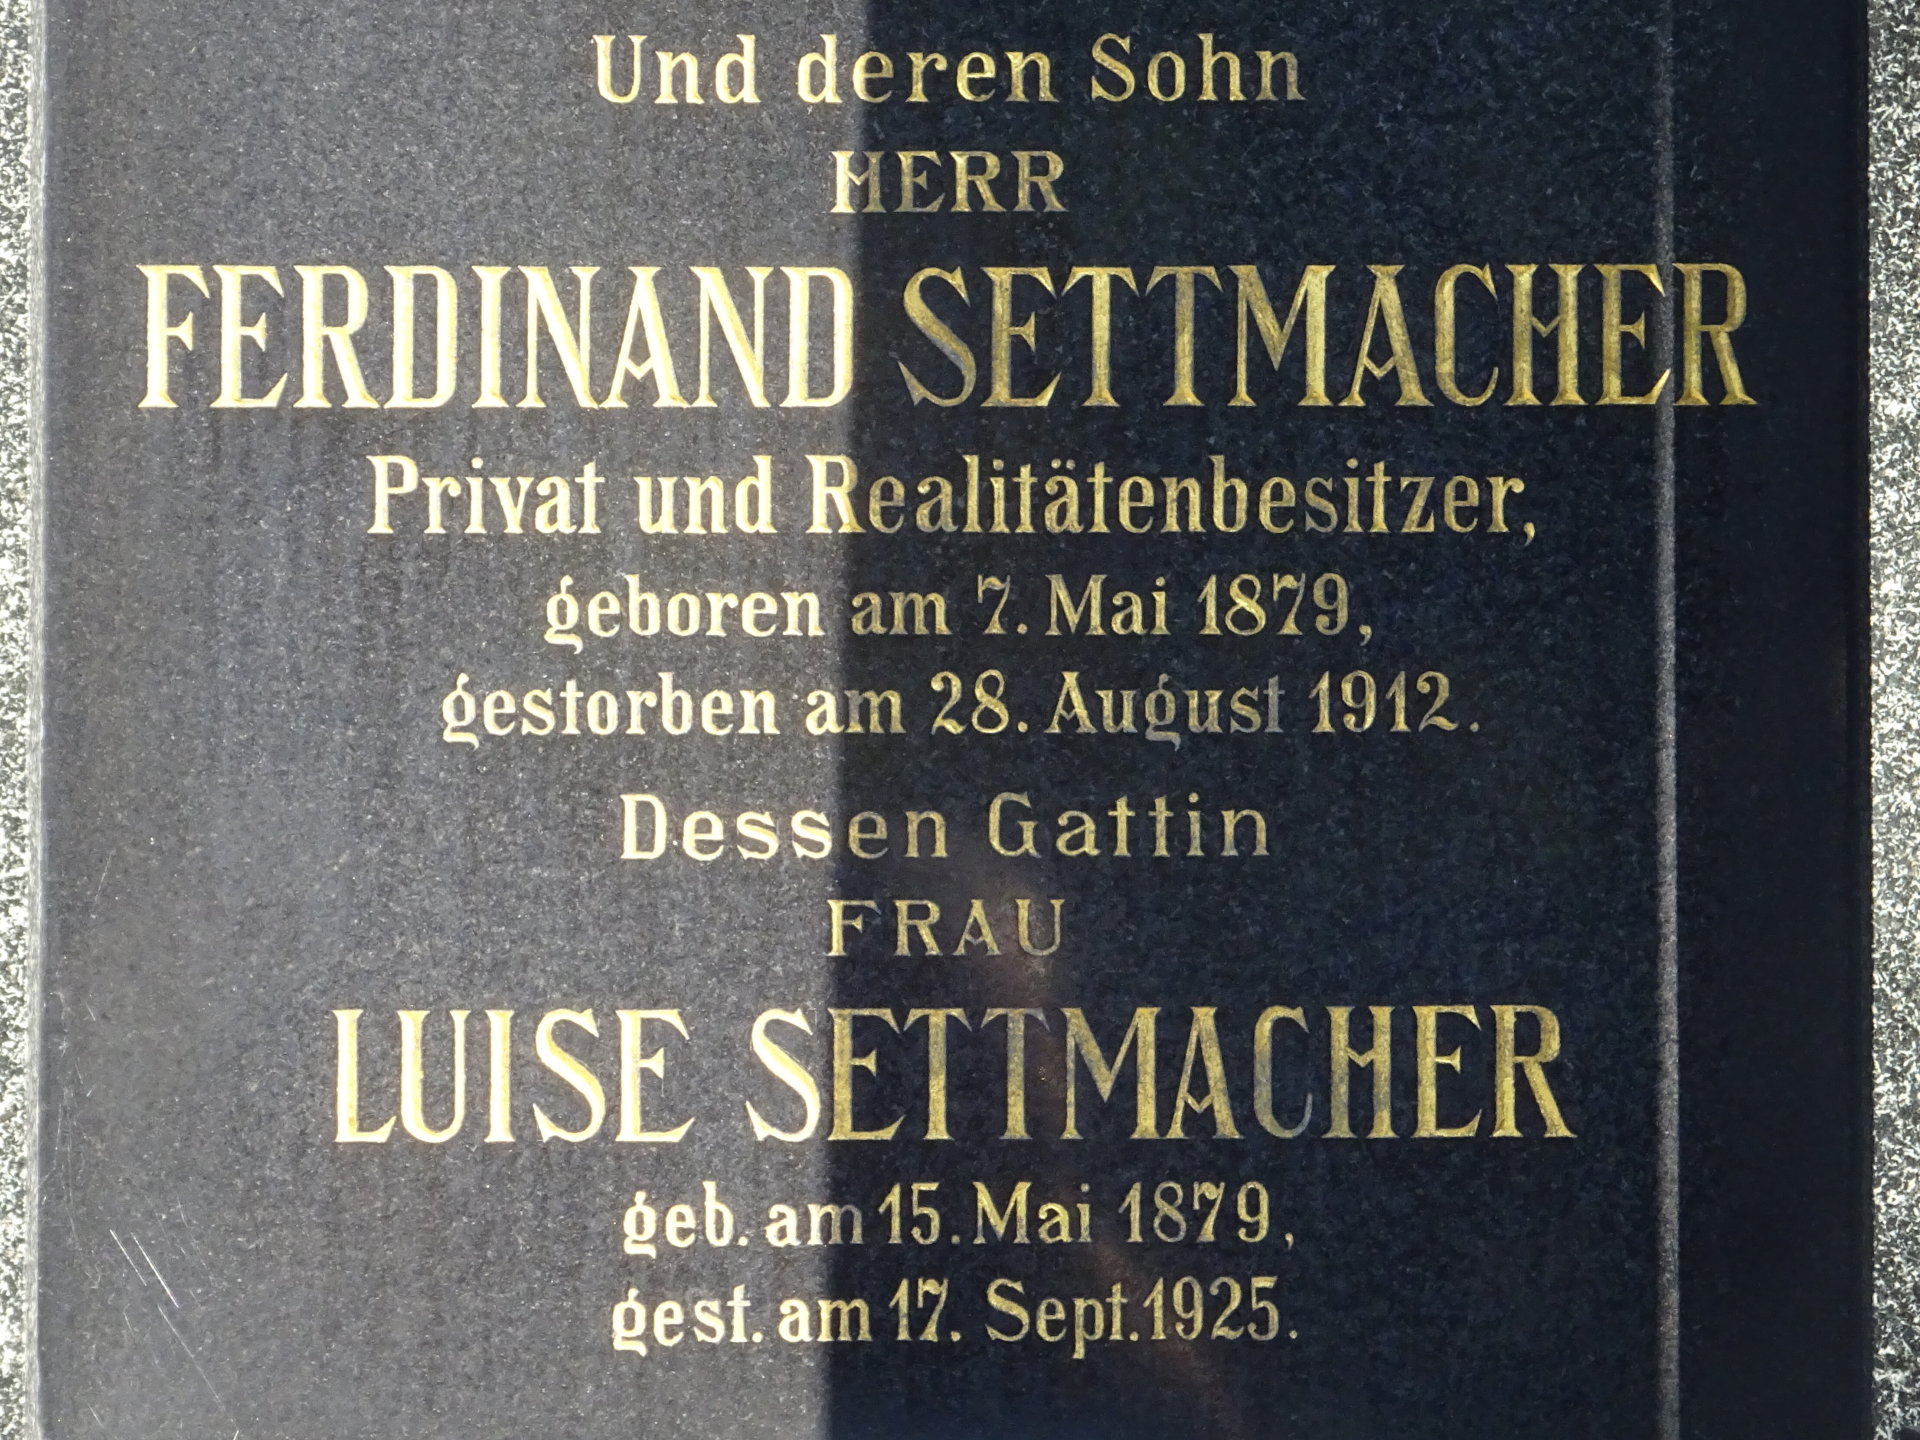 Und deren Sohn
HERR
FERDINAND SETTMACHER
Privat und Realitätenbesitzer,
geboren am 7. Mai 1879,
gestorben am 28. August 1912.
Dessen Gattin
FRAU
LUISE SETTMACHER
geb. am 15. Mai 1879,
gest. am 17. Sept. 1925.